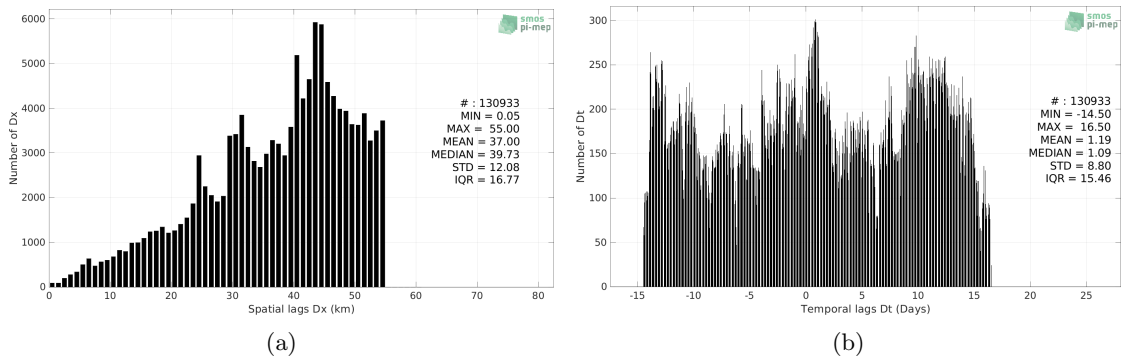 6000
5000
4000
3000
2000
1000
0
Number of Dx
0 10 20 30 40 50 60 70 80
Spatial lags Dx (km)
smos
pi-mep
# : 130933
MIN = 0.05
MAX = 55.00
MEAN = 37.00
MEDIAN = 39.73
STD = 12.08
IQR = 16.77
(a)
300
250
200
150
100
50
0
Number of Dt
-15 -10 -5 0 5 10 15 20 25
Temporal lags Dt (Days)
smos
pi-mep
# : 130933
MIN = -14.50
MAX = 16.50
MEAN = 1.19
MEDIAN = 1.09
STD = 8.80
IQR = 15.46
(b)